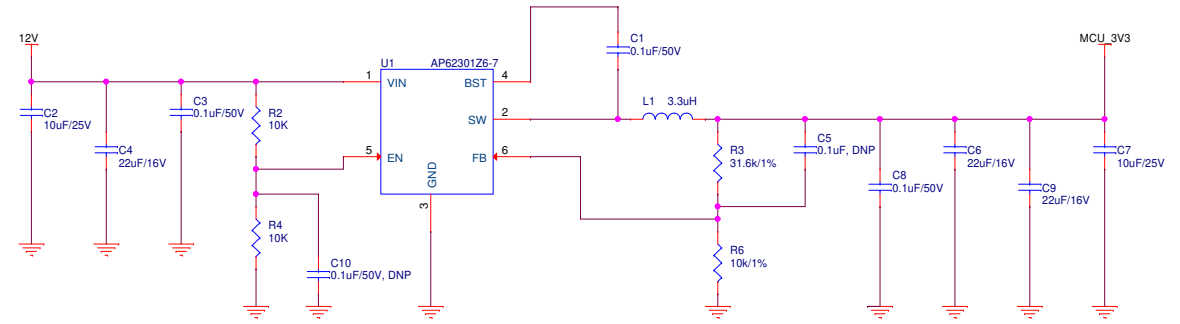 12V
MCU_3V3
C1
0.1uF/50V
U1
AP62301Z6-7
1
VIN
BST
4
C2
10uF/25V
C3
0.1uF/50V
R2
10K
SW
2
L1
3.3uH
C4
22uF/16V
5
EN
FB
6
R3
31.6k/1%
C5
0.1uF, DNP
C6
22uF/16V
C7
10uF/25V
GND
3
C8
0.1uF/50V
C9
22uF/16V
R4
10K
C10
0.1uF/50V, DNP
R6
10k/1%